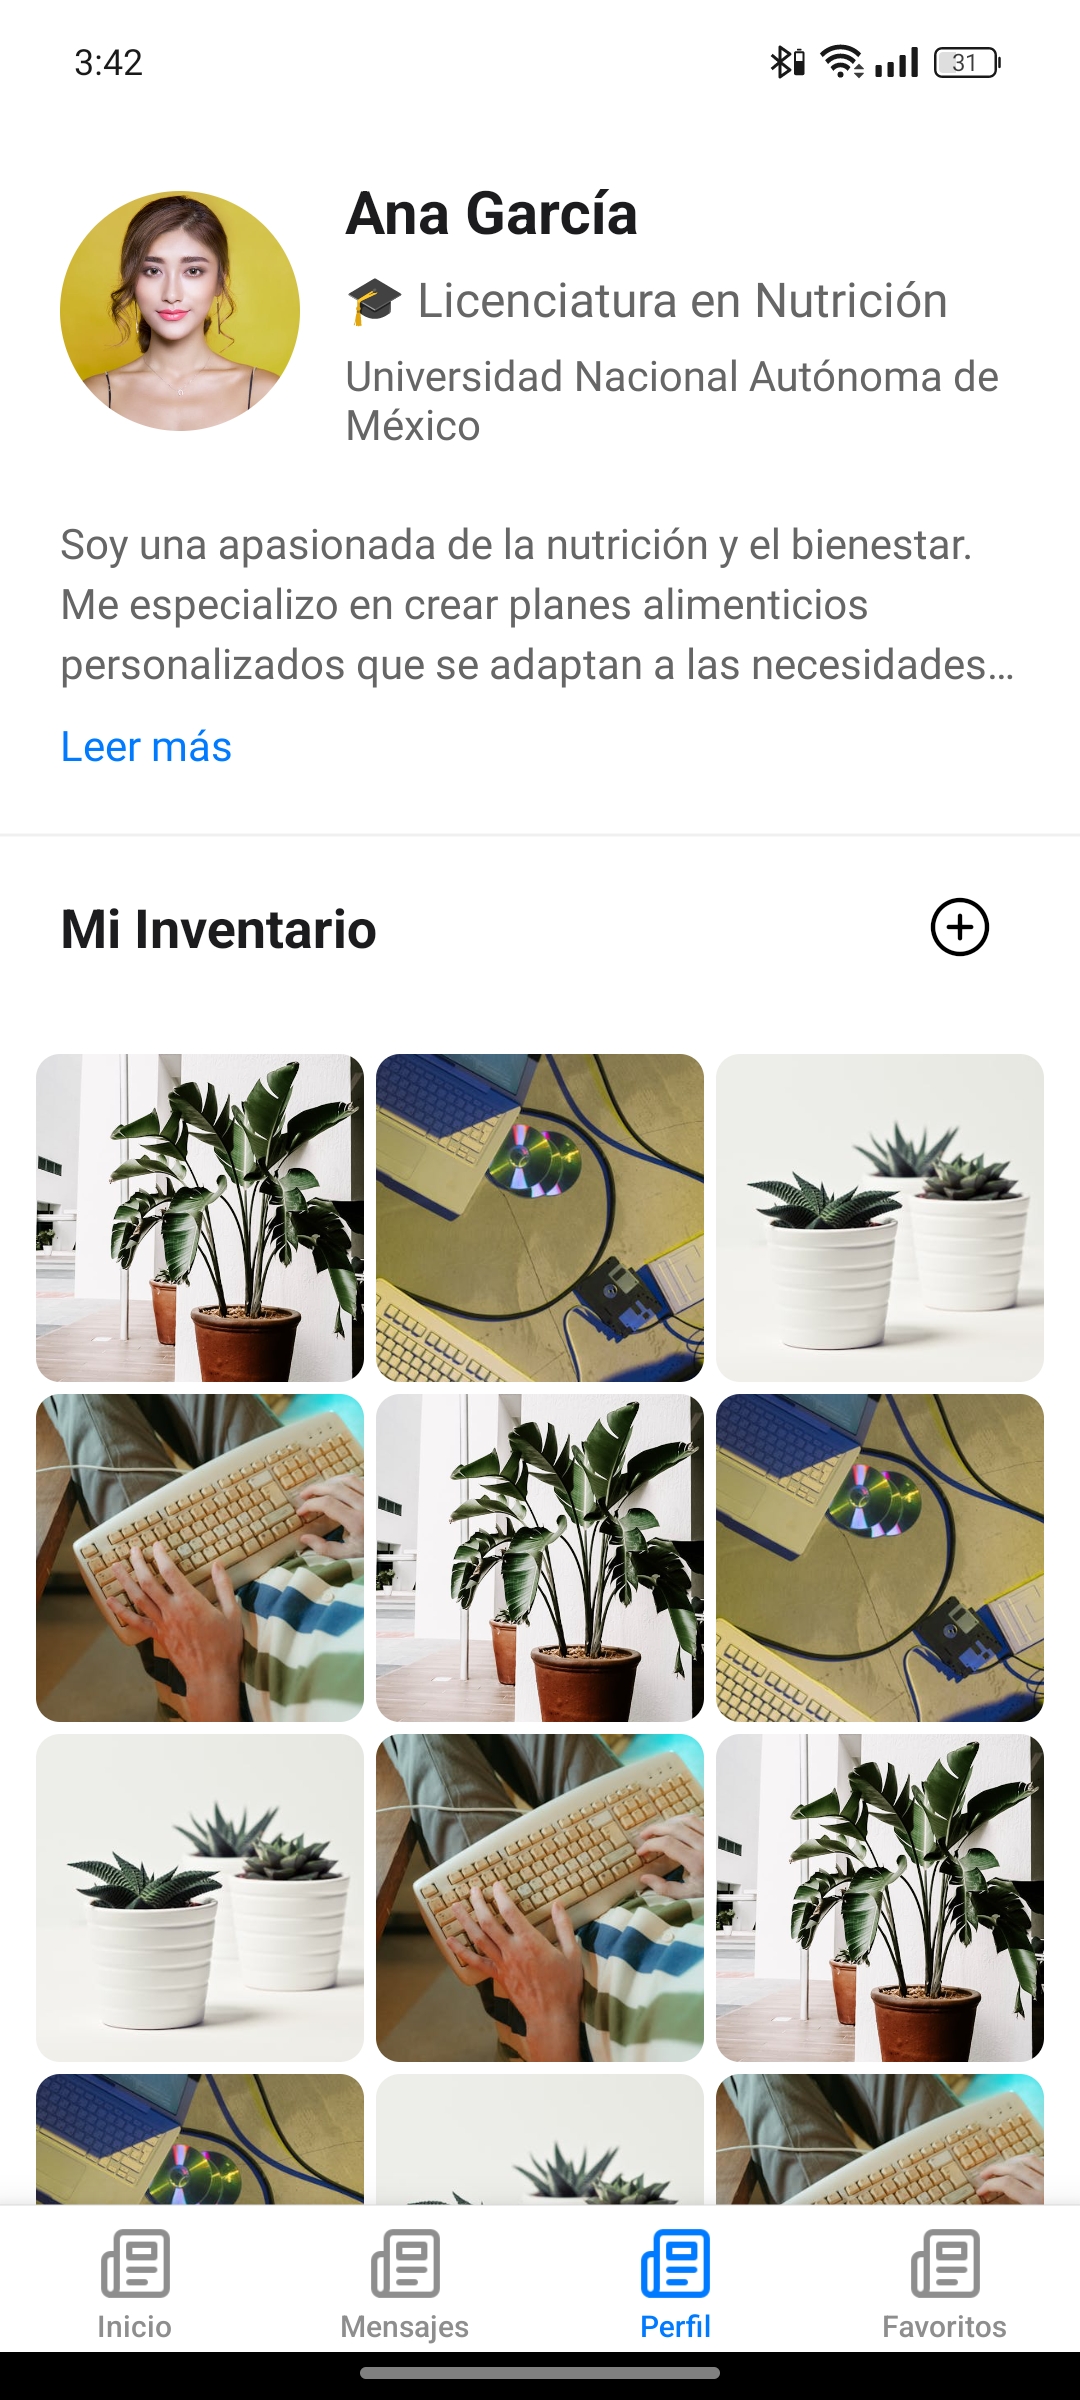 3:42
31
Ana García
🎓 Licenciatura en Nutrición
Universidad Nacional Autónoma de
México
Soy una apasionada de la nutrición y el bienestar.
Me especializo en crear planes alimenticios
personalizados que se adaptan a las necesidades…
Leer más
Mi Inventario
Inicio
Mensajes
Perfil
Favoritos